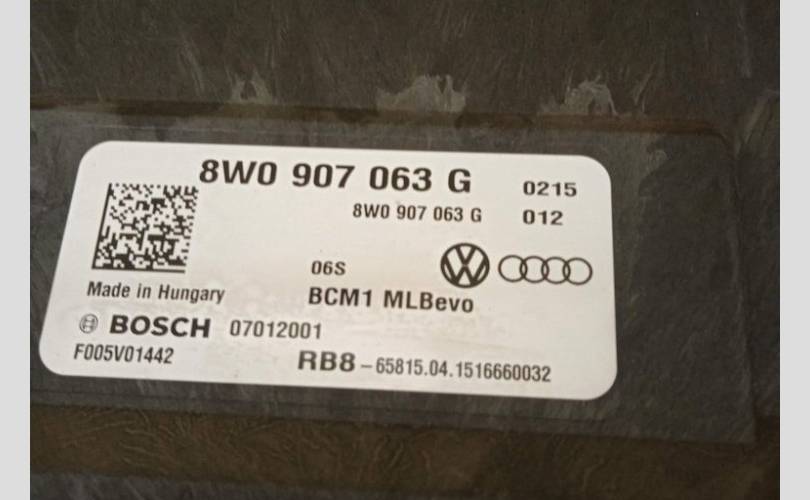 8W0 907 063 G 0215
8W0 907 063 G 012
06S
Made in Hungary BCM1 MLBevo
BOSCH 07012001
F005V01442 RB8-65815.04.1516660032